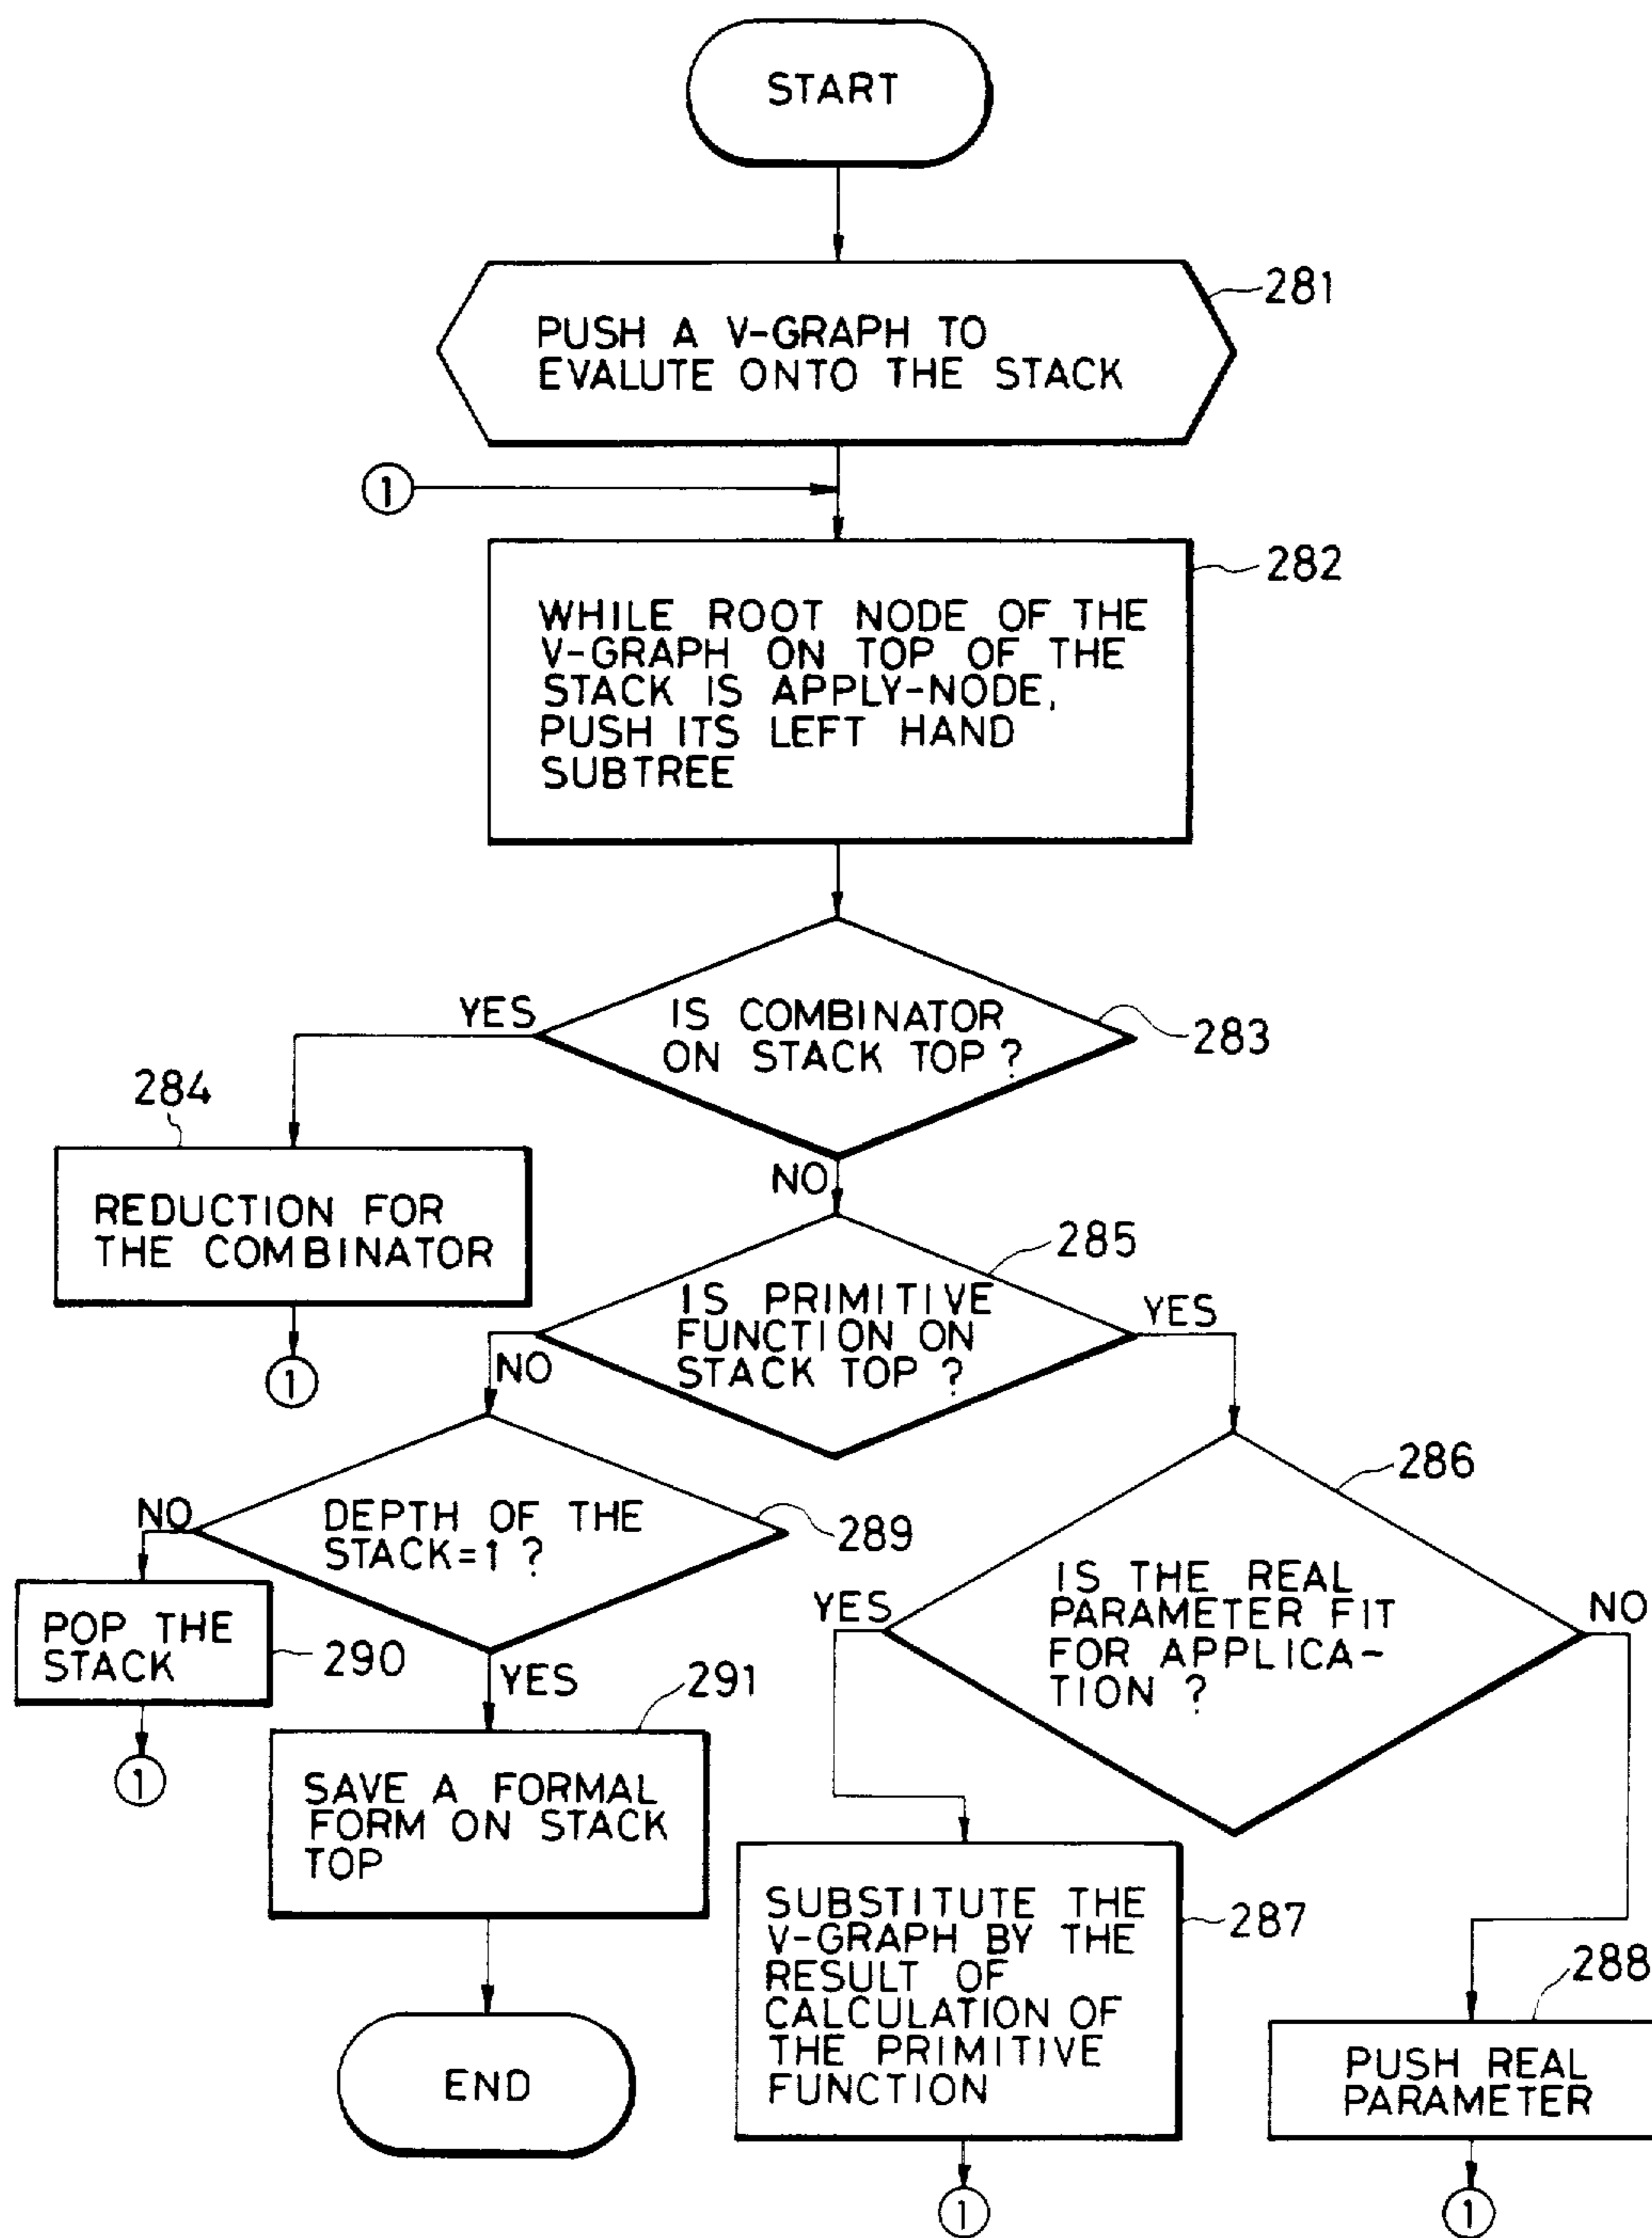 START
281
PUSH A V-GRAPH TO
EVALUTE ONTO THE STACK
1
282
WHILE ROOT NODE OF THE
V-GRAPH ON TOP OF THE
STACK IS APPLY-NODE,
PUSH ITS LEFT HAND
SUBTREE
YES
IS COMBINATOR
ON STACK TOP ?
283
284
NO
REDUCTION FOR
THE COMBINATOR
285
IS PRIMITIVE
FUNCTION ON
STACK TOP ?
YES
NO
1
286
NO
DEPTH OF THE
STACK=1 ?
289
IS THE REAL
PARAMETER FIT
FOR APPLICA-
TION ?
YES
NO
POP THE
STACK
290
YES
291
1
SAVE A FORMAL
FORM ON STACK
TOP
SUBSTITUTE THE
V-GRAPH BY THE
RESULT OF
CALCULATION OF
THE PRIMITIVE
FUNCTION
287
288
END
PUSH REAL
PARAMETER
1
1